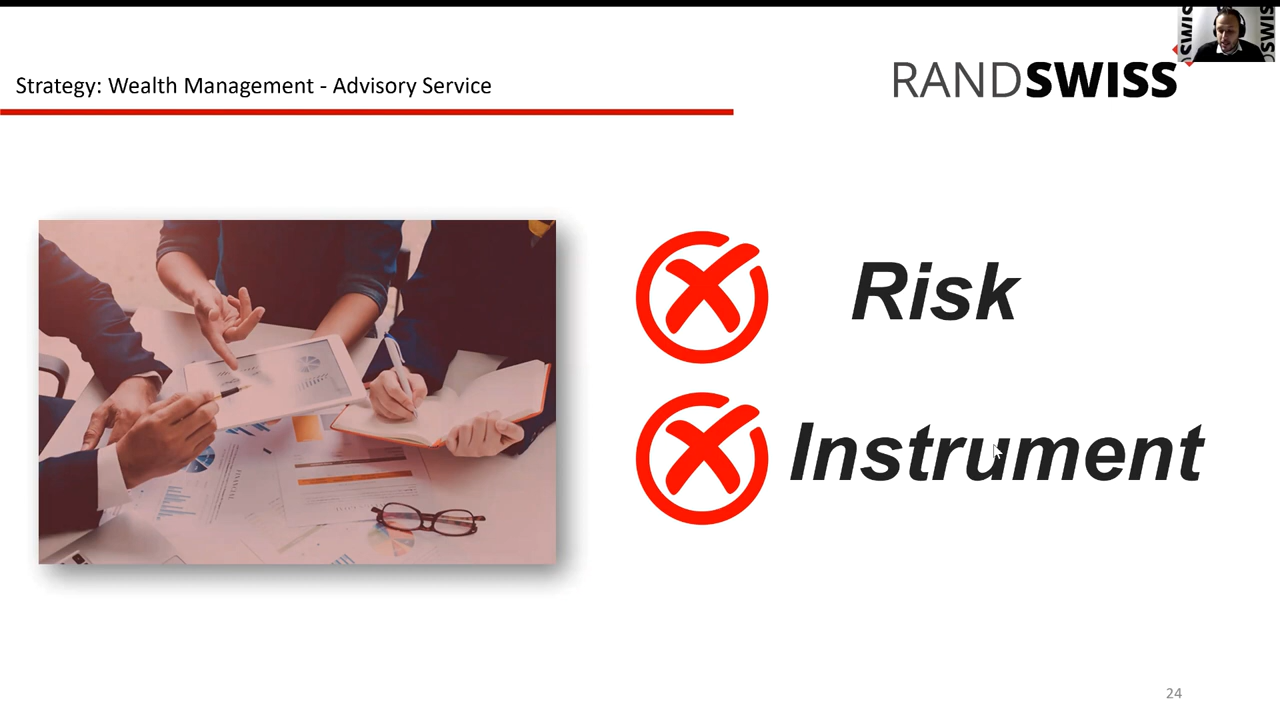 Strategy: Wealth Management - Advisory Service
RANDSWISS
Risk
Instrument
24